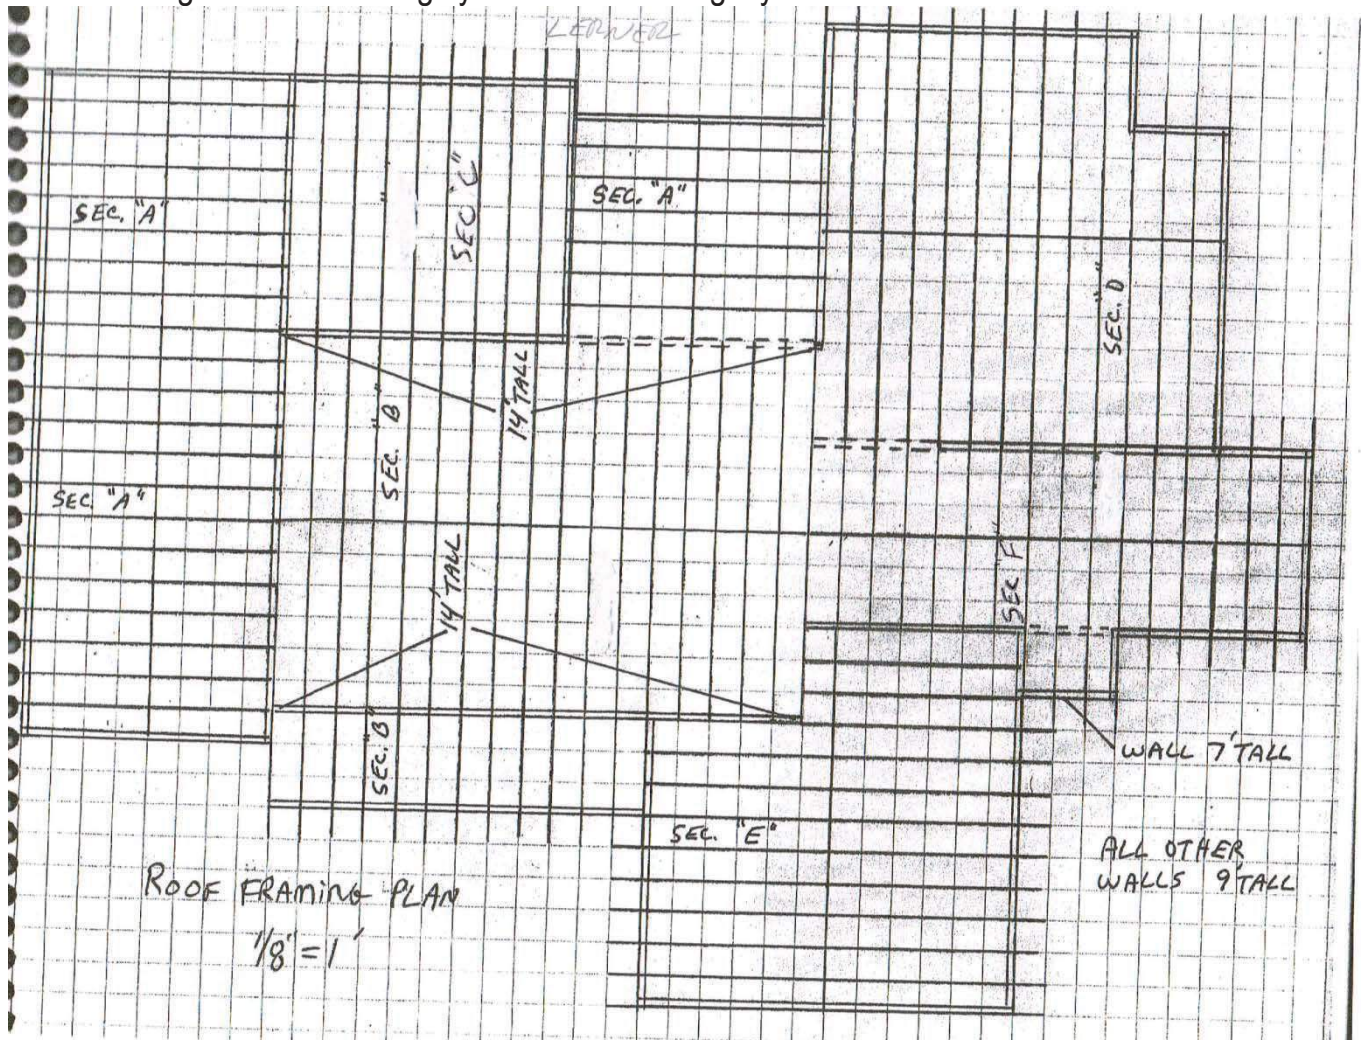 LERNER
SEC. "A"
SEC "C"
SEC. "A"
SEC. "D"
14' TALL
SEC. "B"
SEC. "A"
14' TALL
SEC "F"
SEC. "B"
WALL 7' TALL
SEC. "E"
ALL OTHER
WALLS 9' TALL
ROOF FRAMING PLAN
1/8" = 1'